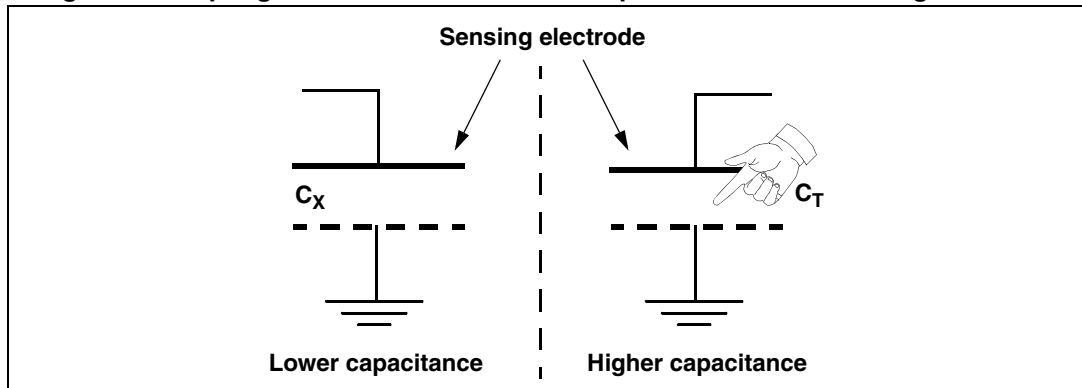 Sensing electrode
C_X
C_T
Lower capacitance
Higher capacitance